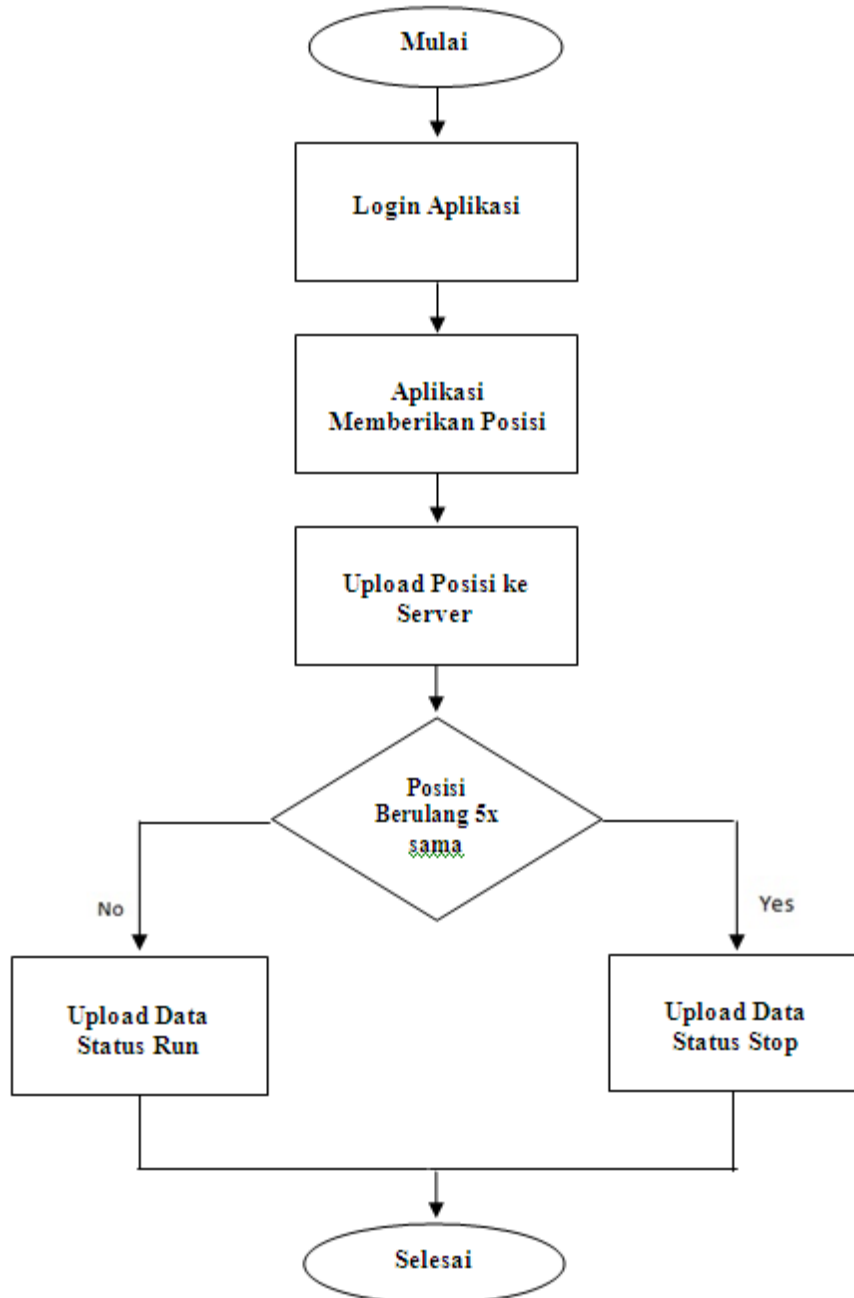 Mulai
Login Aplikasi
Aplikasi
Memberikan Posisi
Upload Posisi ke
Server
Posisi
Berulang 5x
sama
No
Yes
Upload Data
Status Run
Upload Data
Status Stop
Selesai